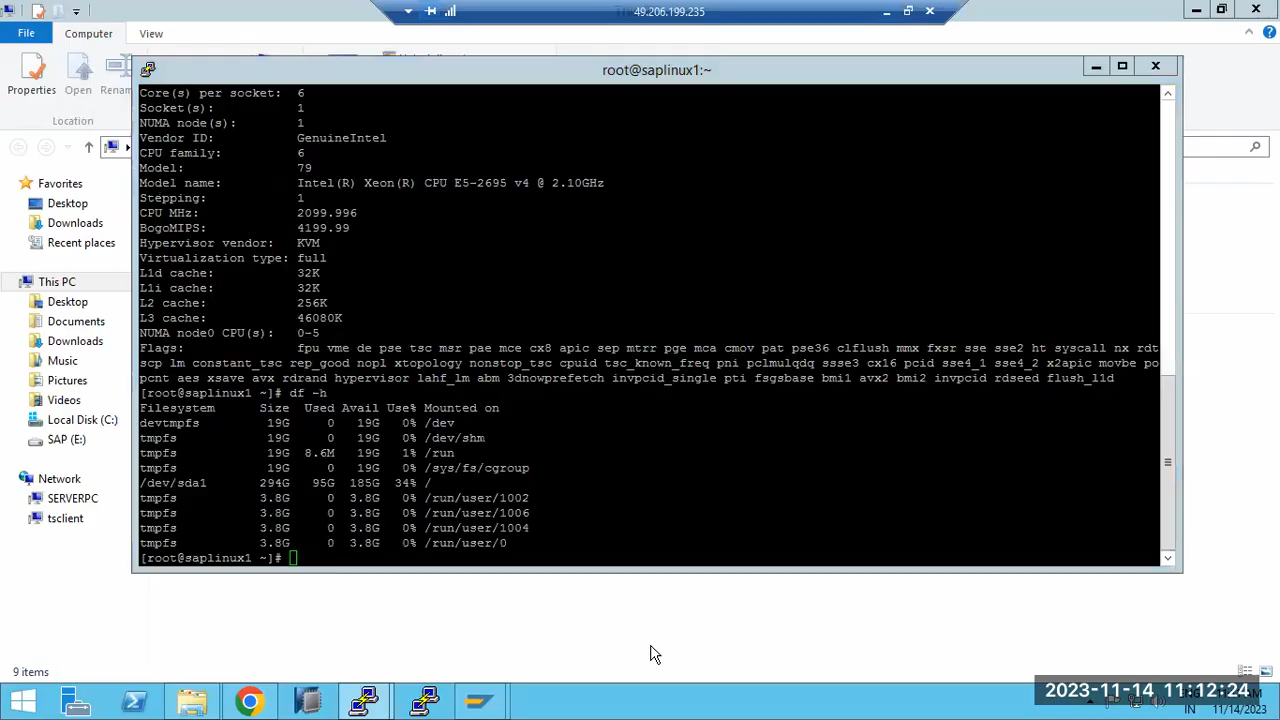 49.206.199.235
File Computer View
Properties Open Renam
Location
root@saplinux1:~
Core(s) per socket: 6
Socket(s): 1
NUMA node(s): 1
Vendor ID: GenuineIntel
CPU family: 6
Model: 79
Model name: Intel(R) Xeon(R) CPU E5-2695 v4 @ 2.10GHz
Stepping: 1
CPU MHz: 2099.996
BogoMIPS: 4199.99
Hypervisor vendor: KVM
Virtualization type: full
L1d cache: 32K
L1i cache: 32K
L2 cache: 256K
L3 cache: 46080K
NUMA node0 CPU(s): 0-5
Flags: fpu vme de pse tsc msr pae mce cx8 apic sep mtrr pge mca cmov pat pse36 clflush mmx fxsr sse sse2 ht syscall nx rdt
scp lm constant_tsc rep_good nopl xtopology nonstop_tsc cpuid tsc_known_freq pni pclmulqdq ssse3 cx16 pcid sse4_1 sse4_2 x2apic movbe po
pcnt aes xsave avx rdrand hypervisor lahf_lm abm 3dnowprefetch invpcid_single pti fsgsbase bmi1 avx2 bmi2 invpcid rdseed flush_l1d
[root@saplinux1 ~]# df -h
Filesystem Size Used Avail Use% Mounted on
devtmpfs 19G 0 19G 0% /dev
tmpfs 19G 0 19G 0% /dev/shm
tmpfs 19G 8.6M 19G 1% /run
tmpfs 19G 0 19G 0% /sys/fs/cgroup
/dev/sda1 294G 95G 185G 34% /
tmpfs 3.8G 0 3.8G 0% /run/user/1002
tmpfs 3.8G 0 3.8G 0% /run/user/1006
tmpfs 3.8G 0 3.8G 0% /run/user/1004
tmpfs 3.8G 0 3.8G 0% /run/user/0
[root@saplinux1 ~]#
Favorites
Desktop
Downloads
Recent places
This PC
Desktop
Documents
Downloads
Music
Pictures
Videos
Local Disk (C:)
SAP (E:)
Network
SERVERPC
tsclient
9 items
2023-11-14 11:12:24
IN 11/14/2023